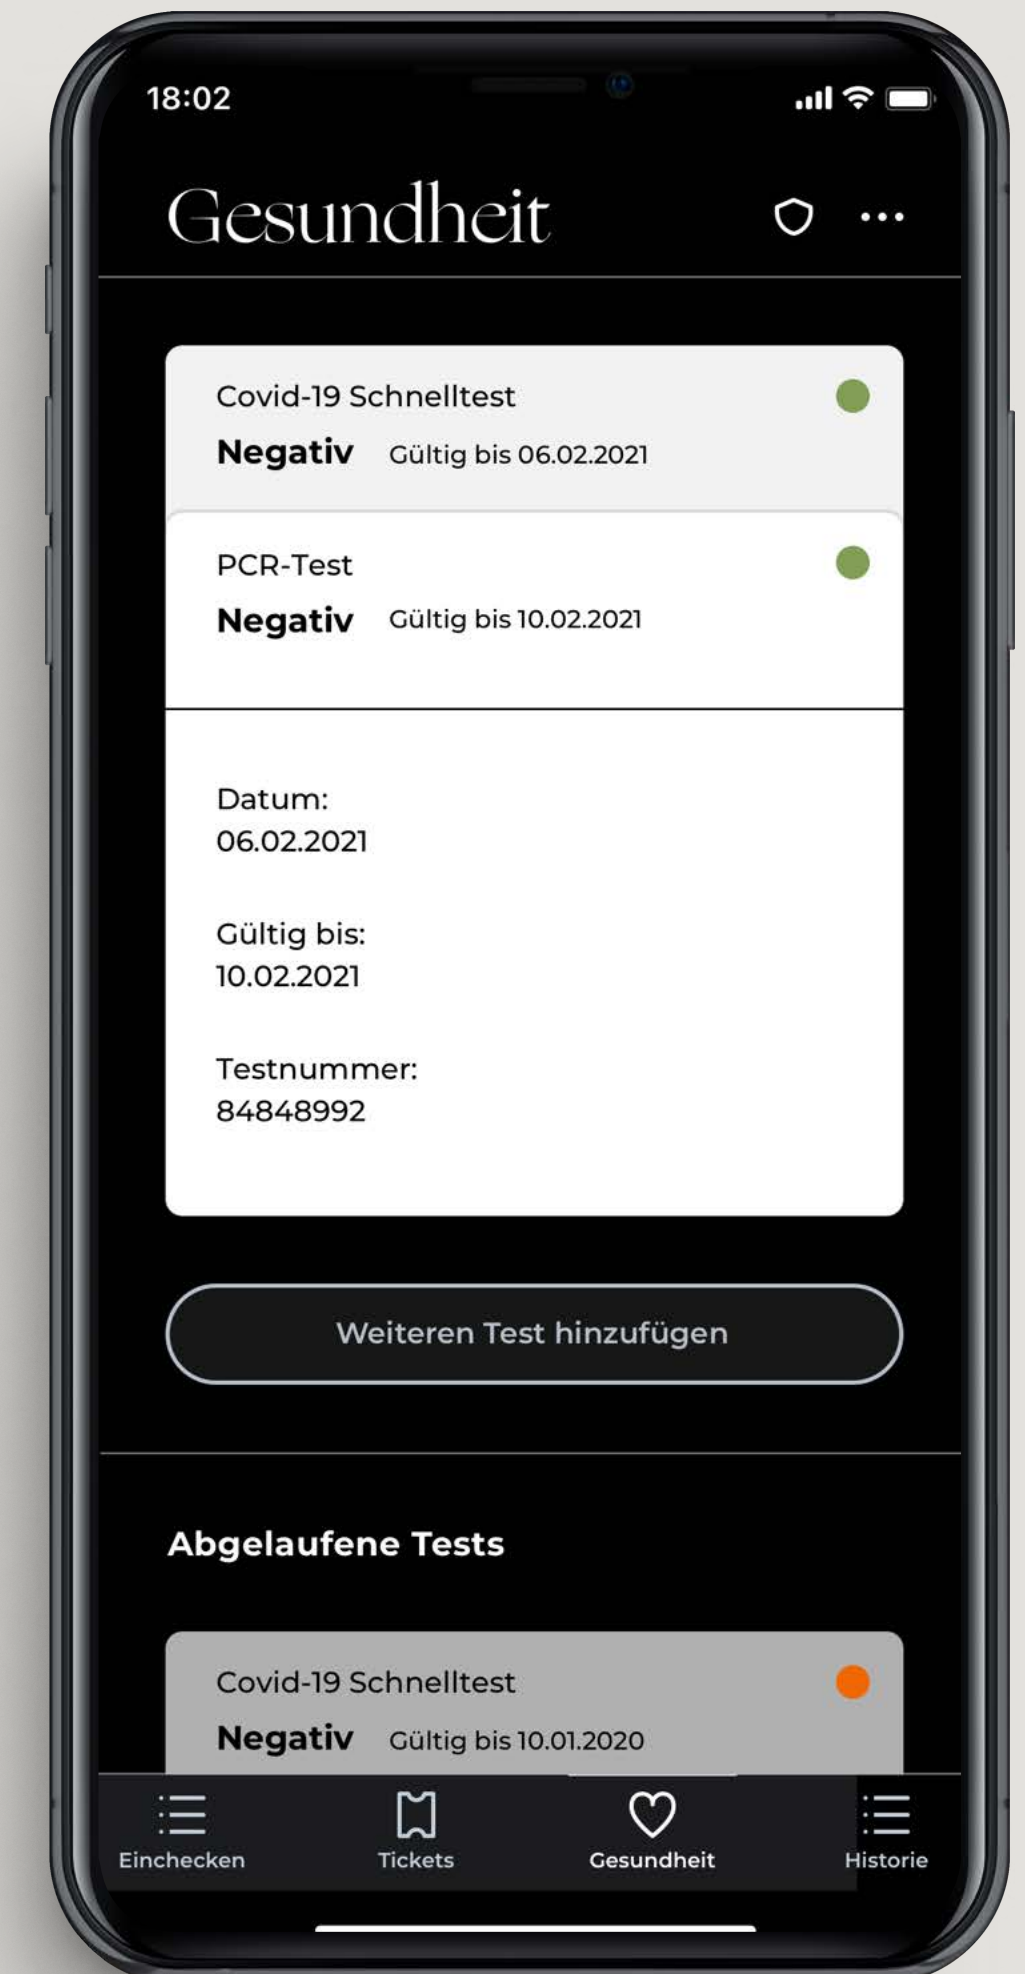 18:02
Gesundheit
Covid-19 Schnelltest
Negativ Gültig bis 06.02.2021
PCR-Test
Negativ Gültig bis 10.02.2021
Datum:
06.02.2021
Gültig bis:
10.02.2021
Testnummer:
84848992
Weiteren Test hinzufügen
Abgelaufene Tests
Covid-19 Schnelltest
Negativ Gültig bis 10.01.2020
Einchecken Tickets Gesundheit Historie